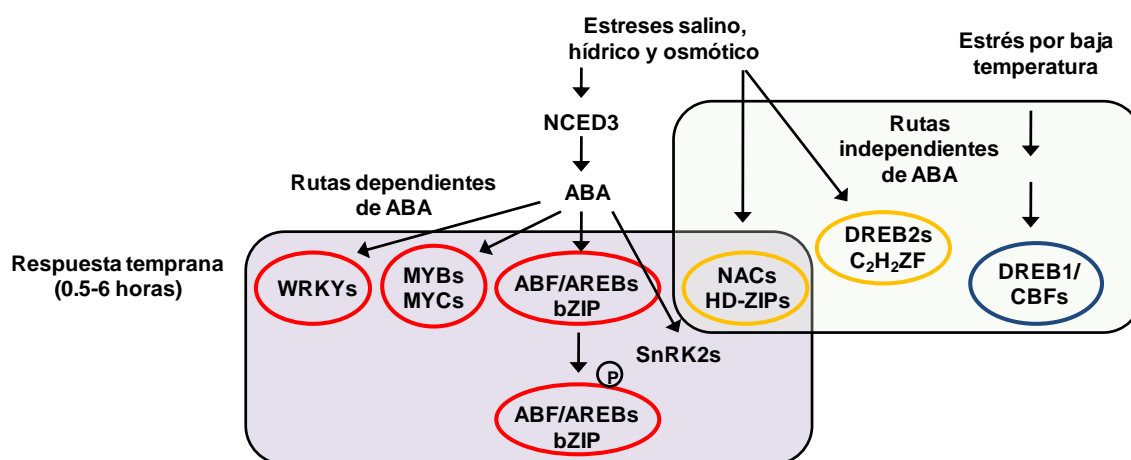 Estreses salino,
hídrico y osmótico
Estrés por baja
temperatura
NCED3
Rutas
independientes
de ABA
Rutas dependientes
de ABA
ABA
Respuesta temprana
(0.5-6 horas)
WRKYs
MYBs
MYCs
ABF/AREBs
bZIP
NACs
HD-ZIPs
DREB2s
C₂H₂ZF
DREB1/
CBFs
SnRK2s
P
ABF/AREBs
bZIP